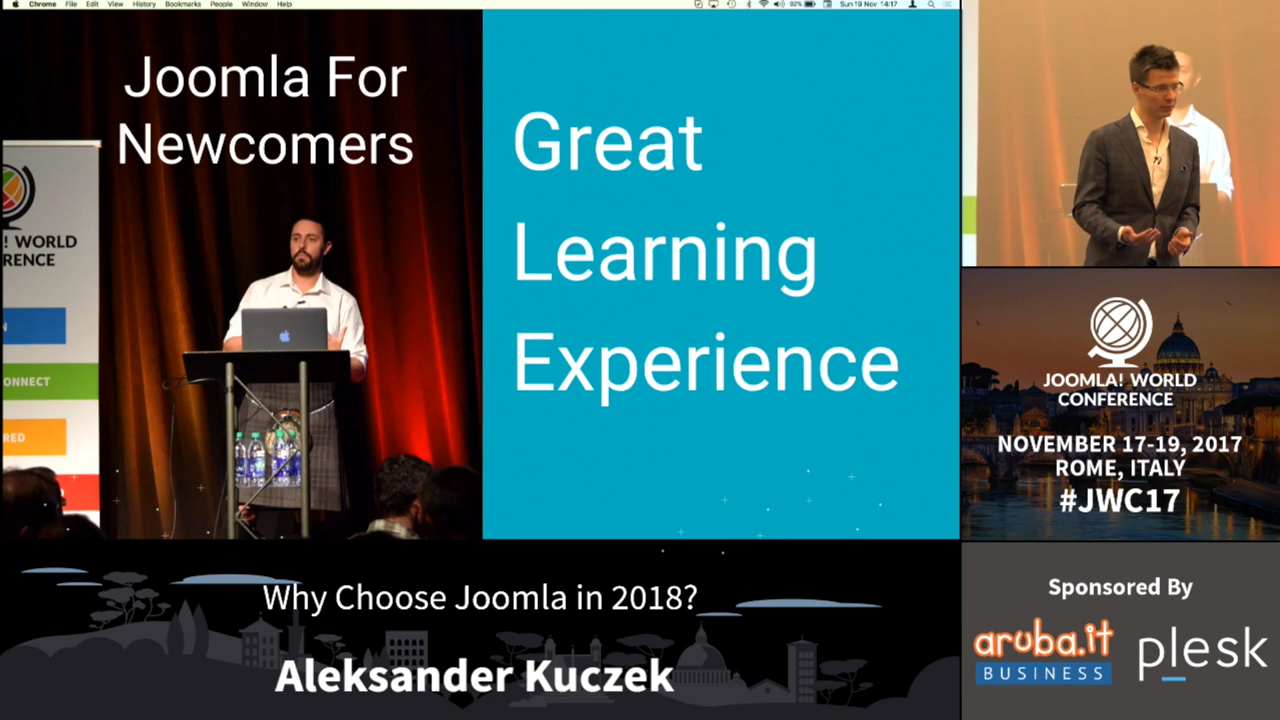 Chrome File Edit View History Bookmarks People Window Help
92% Sun 19 Nov 14:17
Joomla For
Newcomers
! WORLD
RENCE
N
ONNECT
RED
Great
Learning
Experience
JOOMLA! WORLD
CONFERENCE
NOVEMBER 17-19, 2017
ROME, ITALY
#JWC17
Why Choose Joomla in 2018?
Aleksander Kuczek
Sponsored By
aruba.it
BUSINESS
plesk